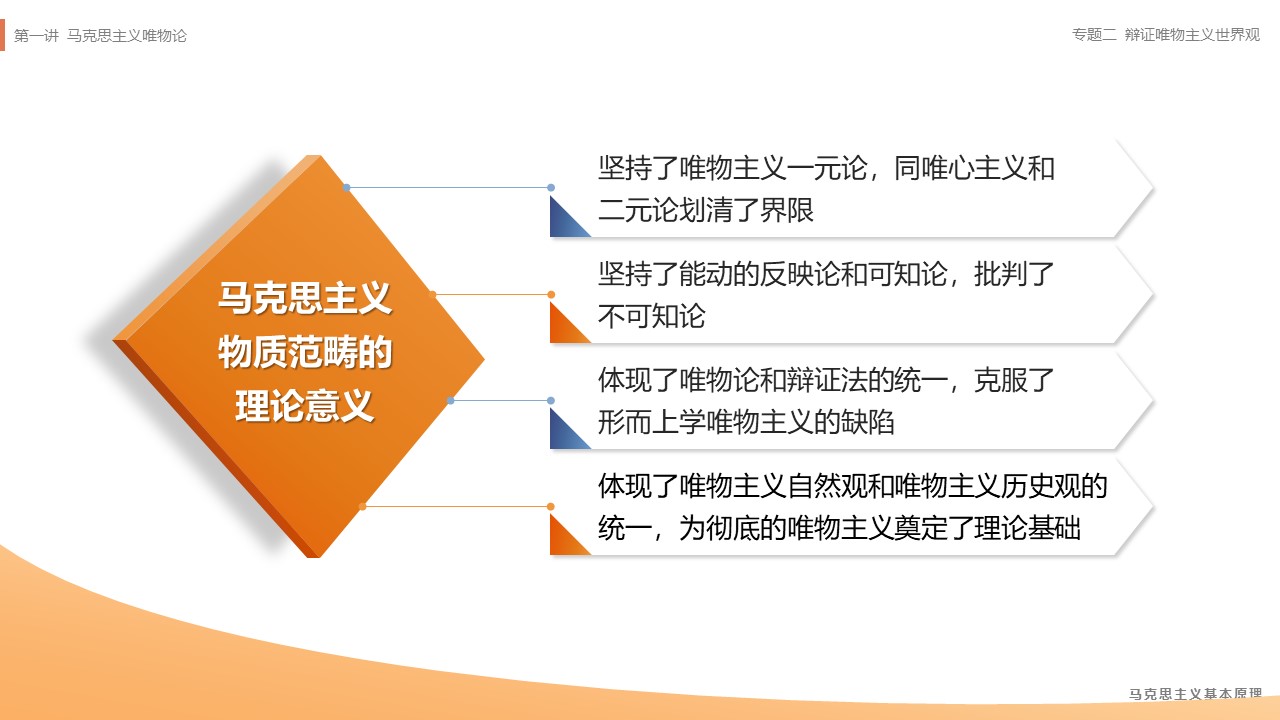 第一讲 马克思主义唯物论
专题二 辩证唯物主义世界观
马克思主义
物质范畴的
理论意义
坚持了唯物主义一元论，同唯心主义和
二元论划清了界限
坚持了能动的反映论和可知论，批判了
不可知论
体现了唯物论和辩证法的统一，克服了
形而上学唯物主义的缺陷
体现了唯物主义自然观和唯物主义历史观的
统一，为彻底的唯物主义奠定了理论基础
马克思主义基本原理